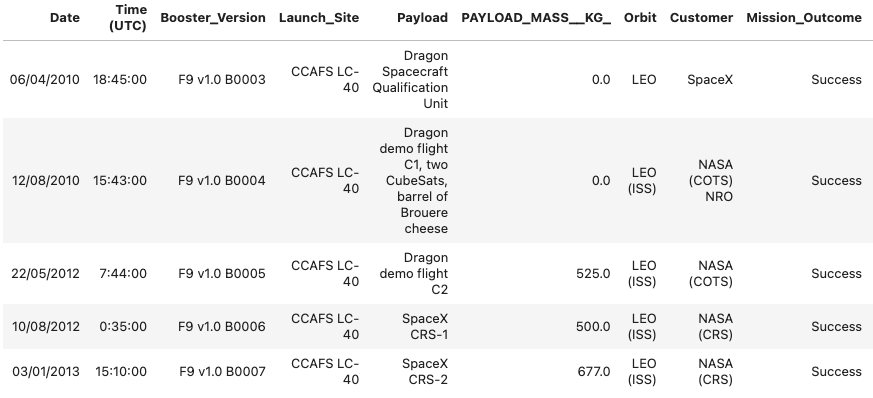 Date Time (UTC) Booster_Version Launch_Site Payload PAYLOAD_MASS__KG_ Orbit Customer Mission_Outcome
06/04/2010 18:45:00 F9 v1.0 B0003 CCAFS LC-40 Dragon Spacecraft Qualification Unit 0.0 LEO SpaceX Success
12/08/2010 15:43:00 F9 v1.0 B0004 CCAFS LC-40 Dragon demo flight C1, two CubeSats, barrel of Brouere cheese 0.0 LEO (ISS) NASA (COTS) NRO Success
22/05/2012 7:44:00 F9 v1.0 B0005 CCAFS LC-40 Dragon demo flight C2 525.0 LEO (ISS) NASA (COTS) Success
10/08/2012 0:35:00 F9 v1.0 B0006 CCAFS LC-40 SpaceX CRS-1 500.0 LEO (ISS) NASA (CRS) Success
03/01/2013 15:10:00 F9 v1.0 B0007 CCAFS LC-40 SpaceX CRS-2 677.0 LEO (ISS) NASA (CRS) Success